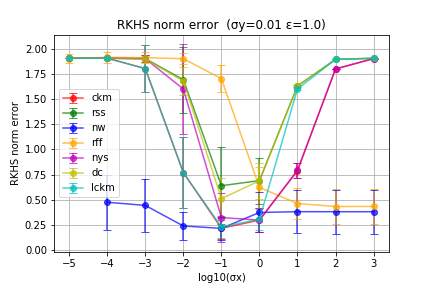 RKHS norm error (σy=0.01 ε=1.0)
2.00
1.75
1.50
1.25
1.00
0.75
0.50
0.25
0.00
RKHS norm error
ckm
rss
nw
rff
nys
dc
lckm
−5
−4
−3
−2
−1
0
1
2
3
log10(σx)